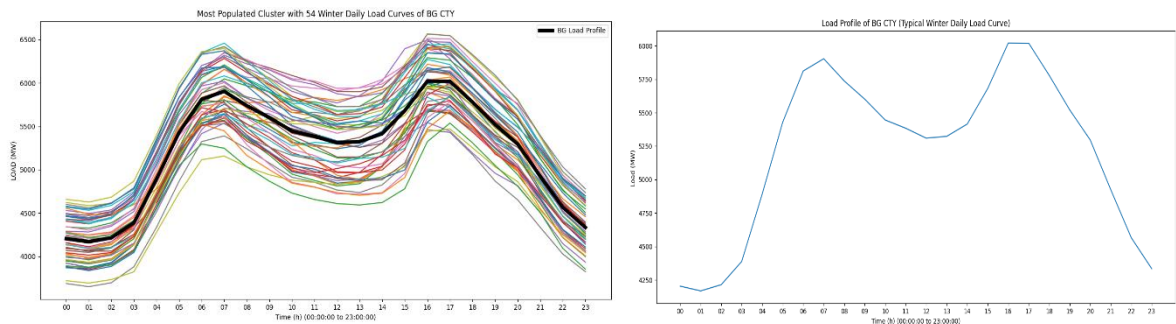 Most Populated Cluster with 54 Winter Daily Load Curves of BG CTY
BG Load Profile
LOAD (MW)
6500
6000
5500
5000
4500
4000
00 01 02 03 04 05 06 07 08 09 10 11 12 13 14 15 16 17 18 19 20 21 22 23
Time (h) (00:00:00 to 23:00:00)
Load Profile of BG CTY (Typical Winter Daily Load Curve)
Load (MW)
6000
5750
5500
5250
5000
4750
4500
4250
00 01 02 03 04 05 06 07 08 09 10 11 12 13 14 15 16 17 18 19 20 21 22 23
Time (h) (00:00:00 to 23:00:00)